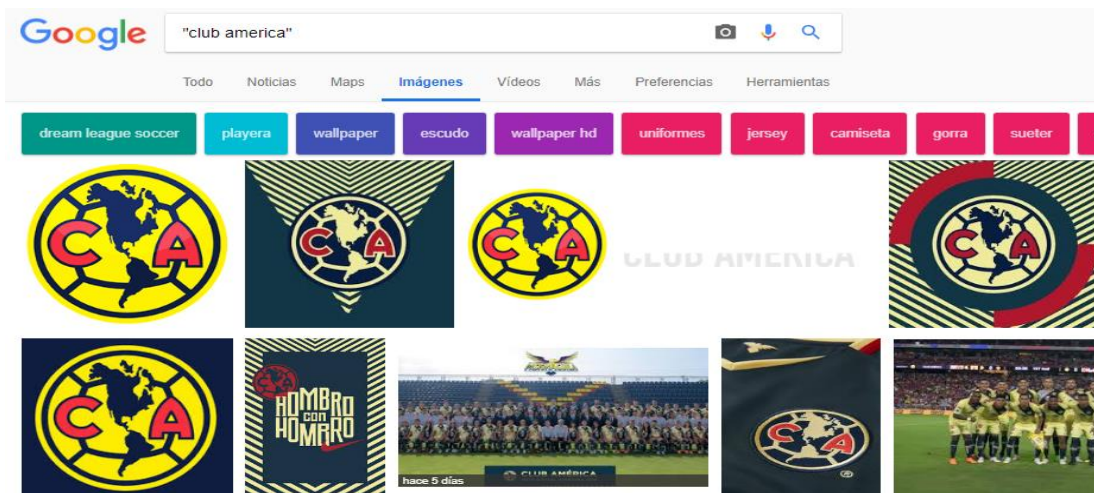 Google "club america"
Todo Noticias Maps Imágenes Vídeos Más Preferencias Herramientas
dream league soccer playera wallpaper escudo wallpaper hd uniformes jersey camiseta gorra sueter
CA CA CA CLUB AMERICA CA
CA
HOMBRO
CON
HOMBRO
CLUB AMÉRICA
hace 5 días
CA